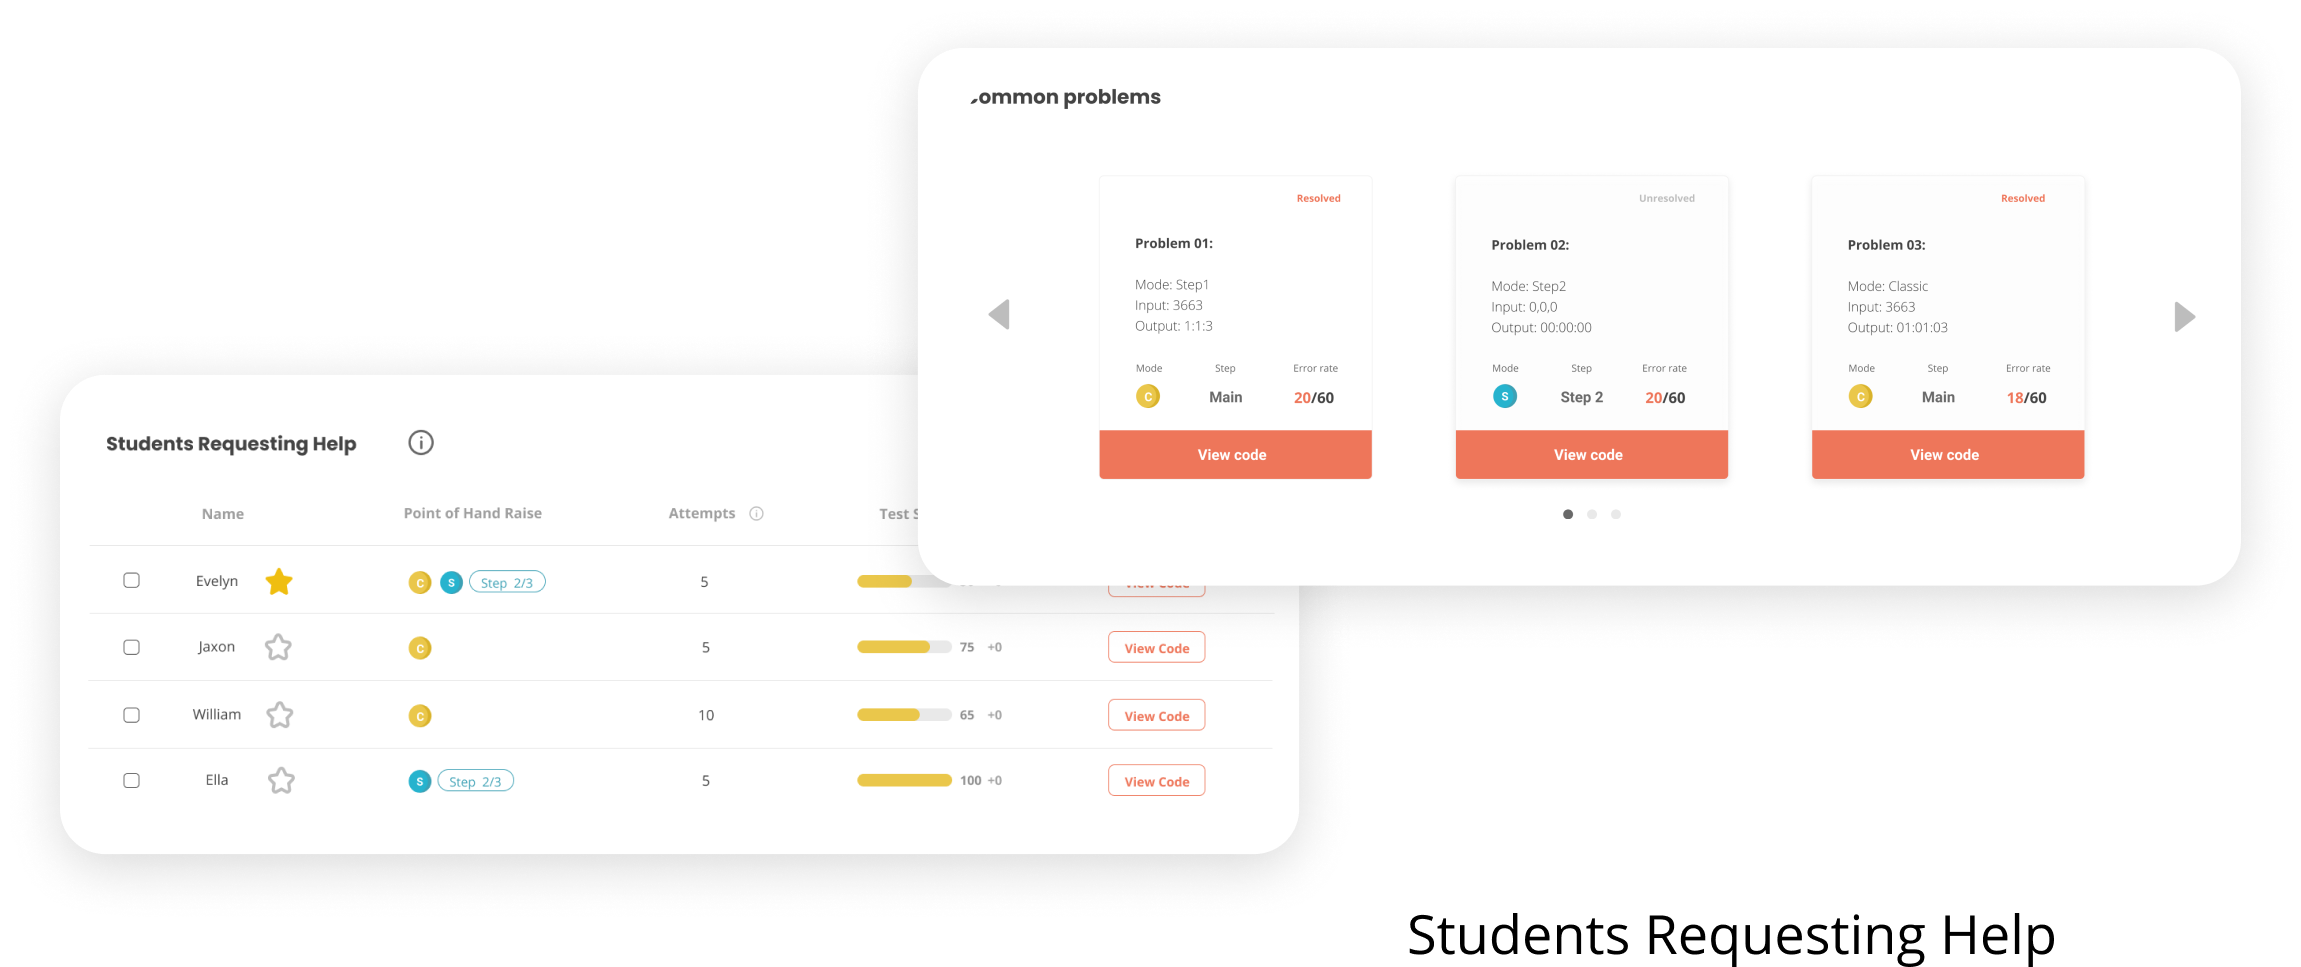 ommon problems
Resolved
Problem 01:
Mode: Step1
Input: 3663
Output: 1:1:3
Mode Step Error rate
C Main 20/60
View code
Unresolved
Problem 02:
Mode: Step2
Input: 0,0,0
Output: 00:00:00
Mode Step Error rate
S Step 2 20/60
View code
Resolved
Problem 03:
Mode: Classic
Input: 3663
Output: 01:01:03
Mode Step Error rate
C Main 18/60
View code
Students Requesting Help
Name Point of Hand Raise Attempts Test S
Evelyn C S Step 2/3 5 View Code
Jaxon C 5 75 +0 View Code
William C 10 65 +0 View Code
Ella S Step 2/3 5 100 +0 View Code
Students Requesting Help